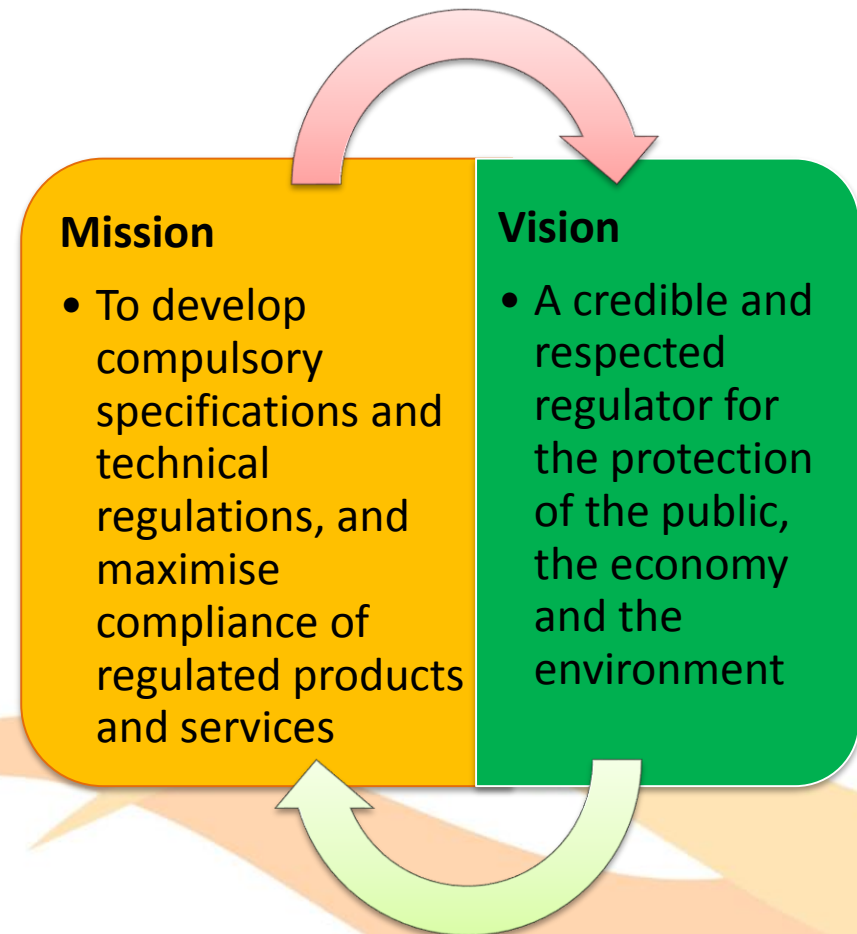 Mission
• To develop
compulsory
specifications and
technical
regulations, and
maximise
compliance of
regulated products
and services
Vision
• A credible and
respected
regulator for
the protection
of the public,
the economy
and the
environment